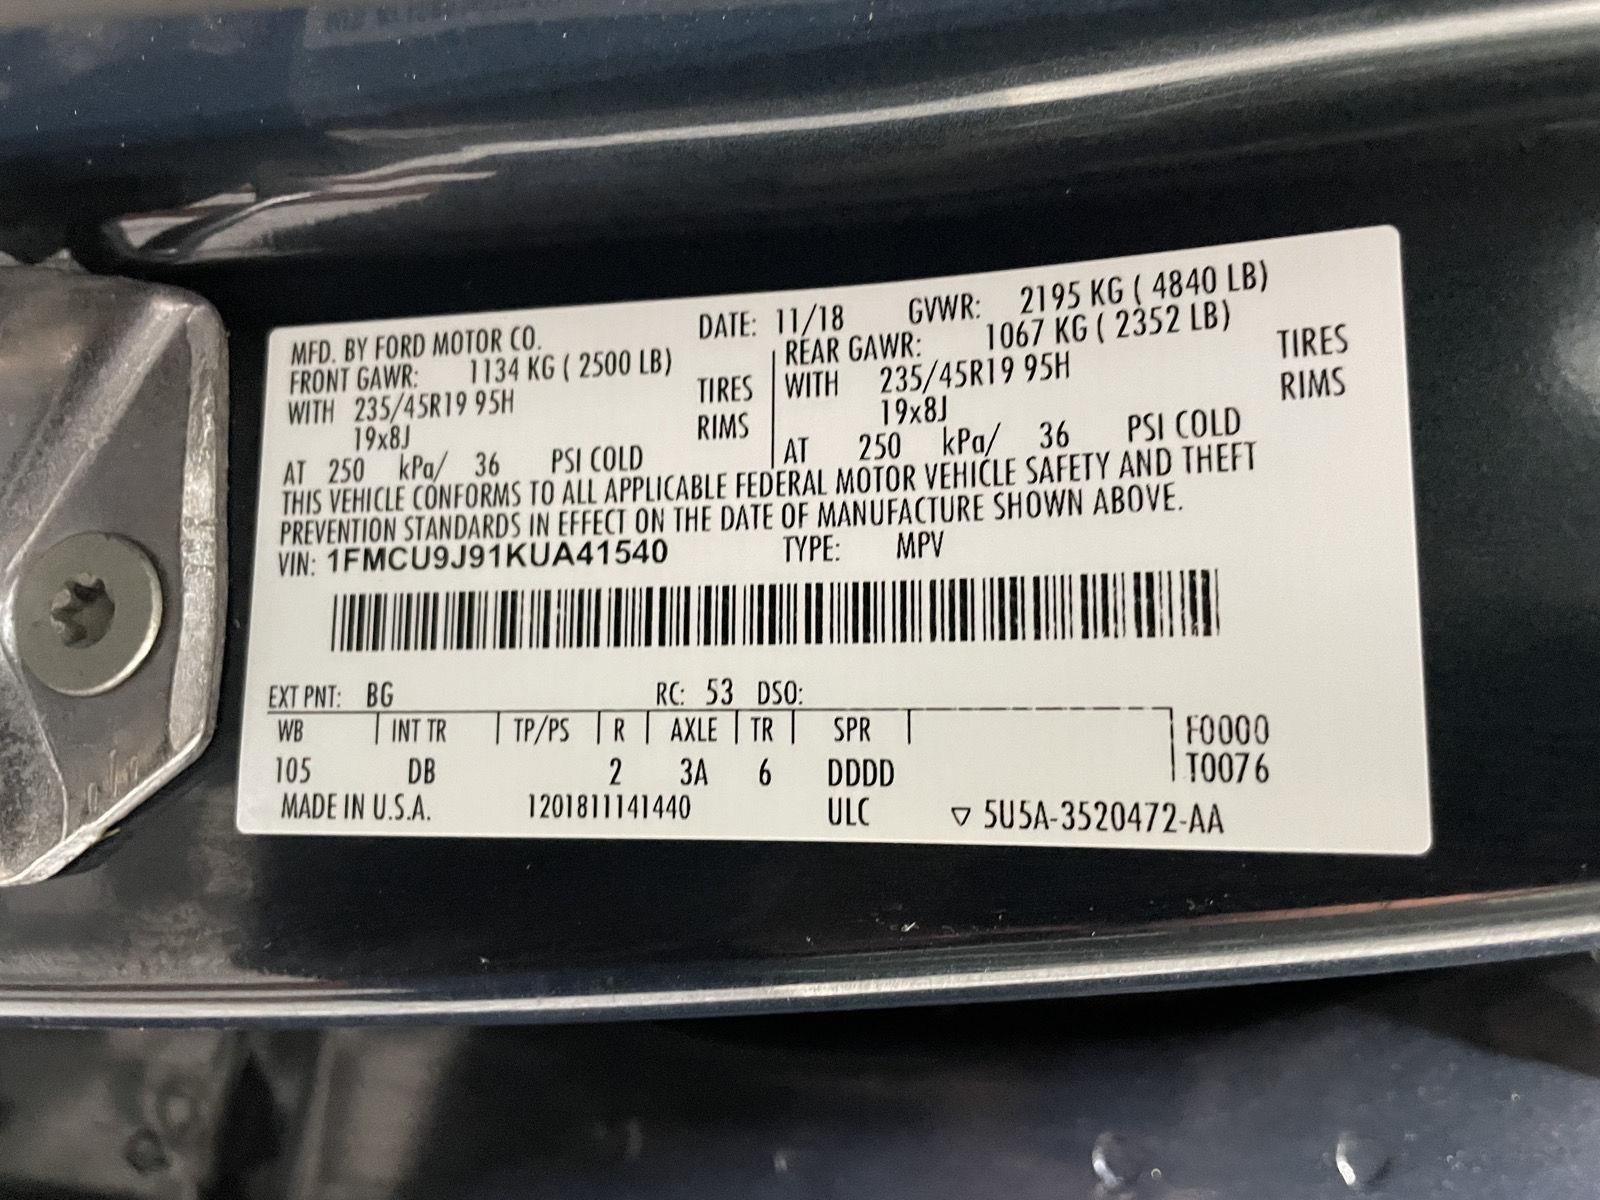 MFD. BY FORD MOTOR CO. DATE: 11/18 GVWR: 2195 KG ( 4840 LB)
FRONT GAWR: 1134 KG ( 2500 LB) REAR GAWR: 1067 KG ( 2352 LB)
WITH 235/45R19 95H TIRES WITH 235/45R19 95H TIRES
19x8J RIMS 19x8J RIMS
AT 250 kPa/ 36 PSI COLD AT 250 kPa/ 36 PSI COLD
THIS VEHICLE CONFORMS TO ALL APPLICABLE FEDERAL MOTOR VEHICLE SAFETY AND THEFT
PREVENTION STANDARDS IN EFFECT ON THE DATE OF MANUFACTURE SHOWN ABOVE.
VIN: 1FMCU9J91KUA41540 TYPE: MPV
EXT PNT: BG RC: 53 DSO:
WB INT TR TP/PS R AXLE TR SPR F0000
105 DB 2 3A 6 DDDD T0076
MADE IN U.S.A. 1201811141440 ULC ▽ 5U5A-3520472-AA